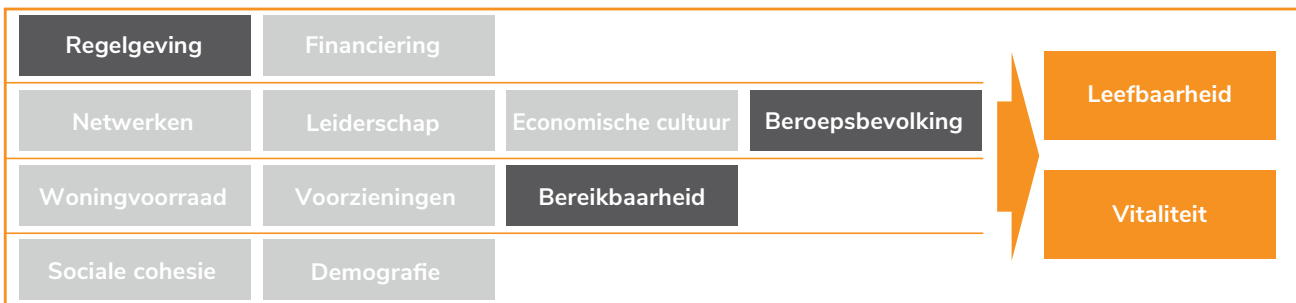 Regelgeving
Financiering
Netwerken
Leiderschap
Economische cultuur
Beroepsbevolking
Woningvoorraad
Voorzieningen
Bereikbaarheid
Sociale cohesie
Demografie
Leefbaarheid
Vitaliteit